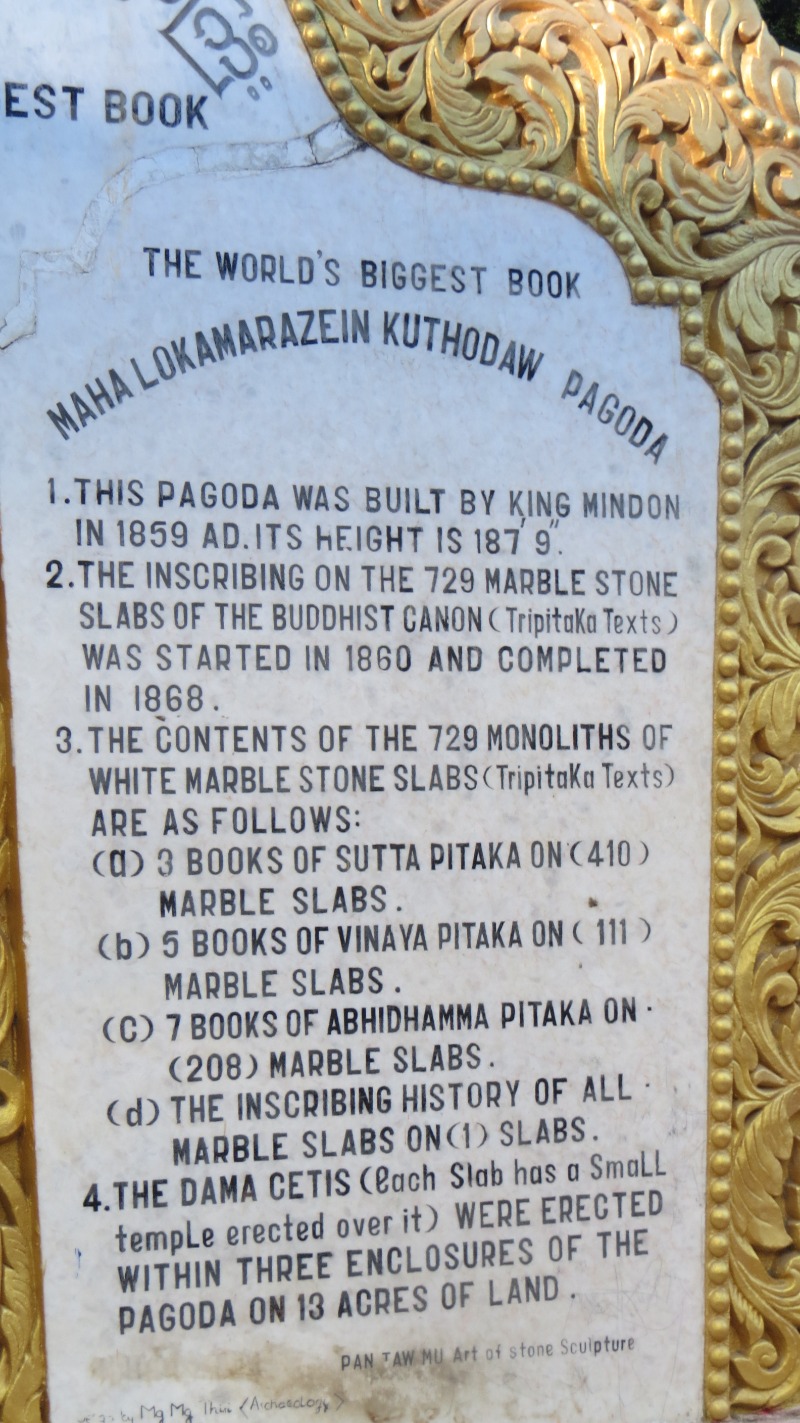 EST BOOK
THE WORLD'S BIGGEST BOOK
MAHA LOKAMARAZEIN KUTHODAW PAGODA
1. THIS PAGODA WAS BUILT BY KING MINDON
IN 1859 AD. ITS HEIGHT IS 187' 9".
2. THE INSCRIBING ON THE 729 MARBLE STONE
SLABS OF THE BUDDHIST CANON (TripitaKa Texts)
WAS STARTED IN 1860 AND COMPLETED
IN 1868.
3. THE CONTENTS OF THE 729 MONOLITHS OF
WHITE MARBLE STONE SLABS (TripitaKa Texts)
ARE AS FOLLOWS:
(a) 3 BOOKS OF SUTTA PITAKA ON (410)
MARBLE SLABS.
(b) 5 BOOKS OF VINAYA PITAKA ON (111)
MARBLE SLABS.
(C) 7 BOOKS OF ABHIDHAMMA PITAKA ON
(208) MARBLE SLABS.
(d) THE INSCRIBING HISTORY OF ALL
MARBLE SLABS ON (1) SLABS.
4. THE DAMA CETIS (each Slab has a SmaLL
tempLe erected over it) WERE ERECTED
WITHIN THREE ENCLOSURES OF THE
PAGODA ON 13 ACRES OF LAND.
PAN TAW MU Art of stone Sculpture
by Mg Mg (Archaeology)